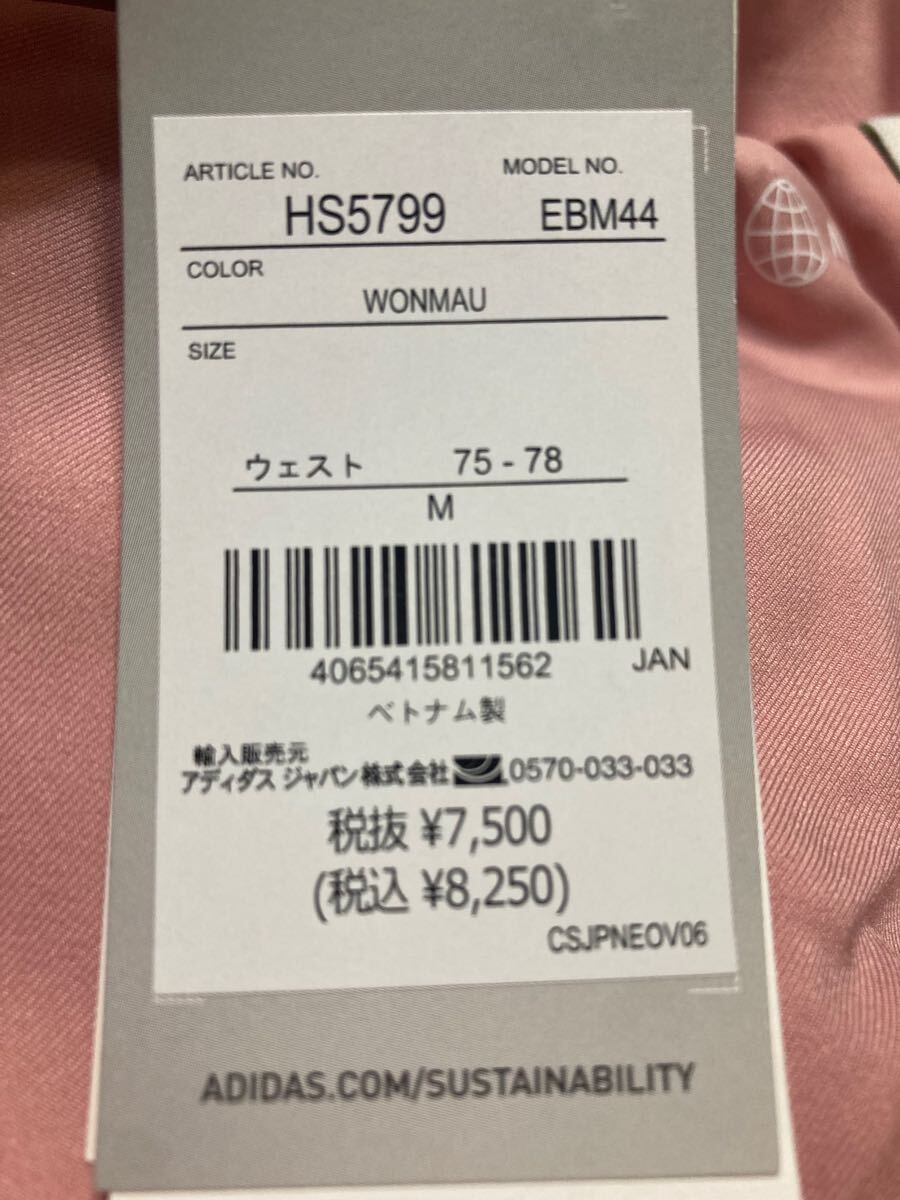 ARTICLE NO. MODEL NO.
HS5799 EBM44
COLOR
WONMAU
SIZE
ウェスト 75 - 78
M
4065415811562 JAN
ベトナム製
輸入販売元
アディダス ジャパン株式会社 0570-033-033
税抜 ¥7,500
(税込 ¥8,250)
CSJPNEOV06
ADIDAS.COM/SUSTAINABILITY